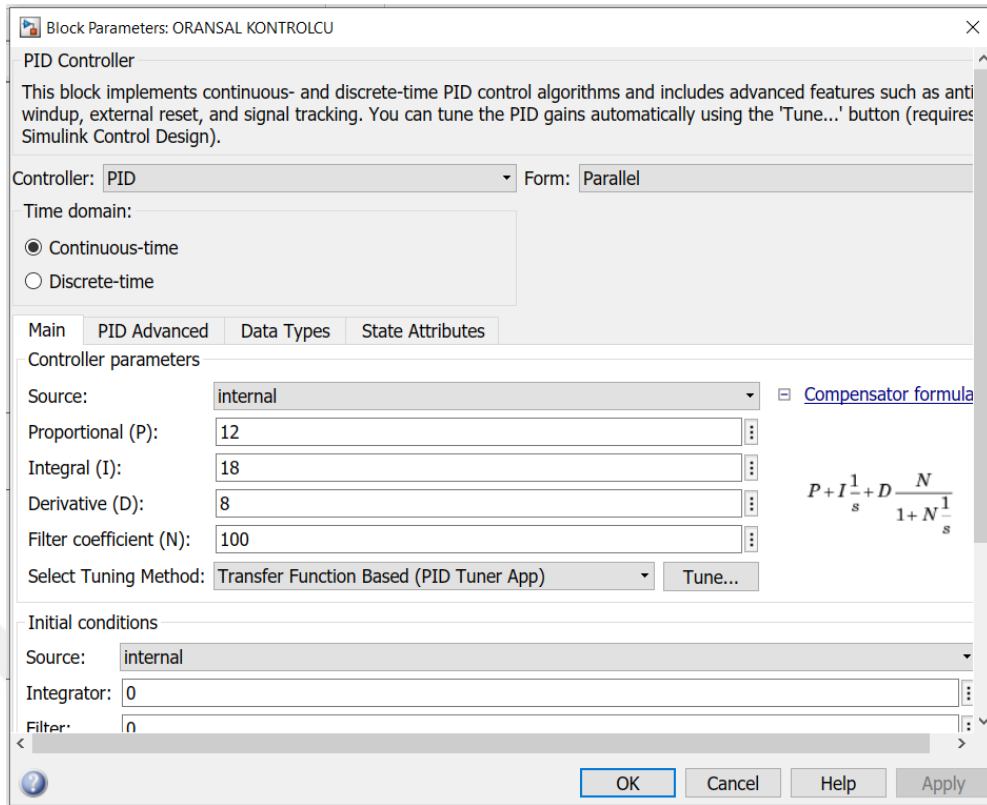 Block Parameters: ORANSAL KONTROLCU
PID Controller
This block implements continuous- and discrete-time PID control algorithms and includes advanced features such as anti
windup, external reset, and signal tracking. You can tune the PID gains automatically using the 'Tune...' button (requires
Simulink Control Design).
Controller: PID Form: Parallel
Time domain:
Continuous-time
Discrete-time
Main PID Advanced Data Types State Attributes
Controller parameters
Source: internal Compensator formula
Proportional (P): 12
Integral (I): 18
Derivative (D): 8
P+I 1/s + D N/(1+N 1/s)
Filter coefficient (N): 100
Select Tuning Method: Transfer Function Based (PID Tuner App) Tune...
Initial conditions
Source: internal
Integrator: 0
Filter: 0
OK Cancel Help Apply